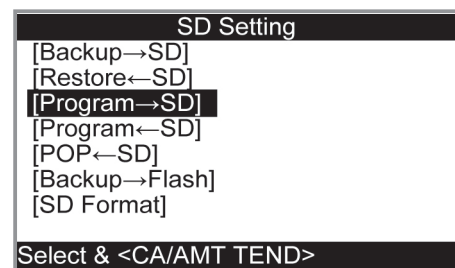 SD Setting
[Backup→SD]
[Restore←SD]
[Program→SD]
[Program←SD]
[POP←SD]
[Backup→Flash]
[SD Format]
Select & <CA/AMT TEND>